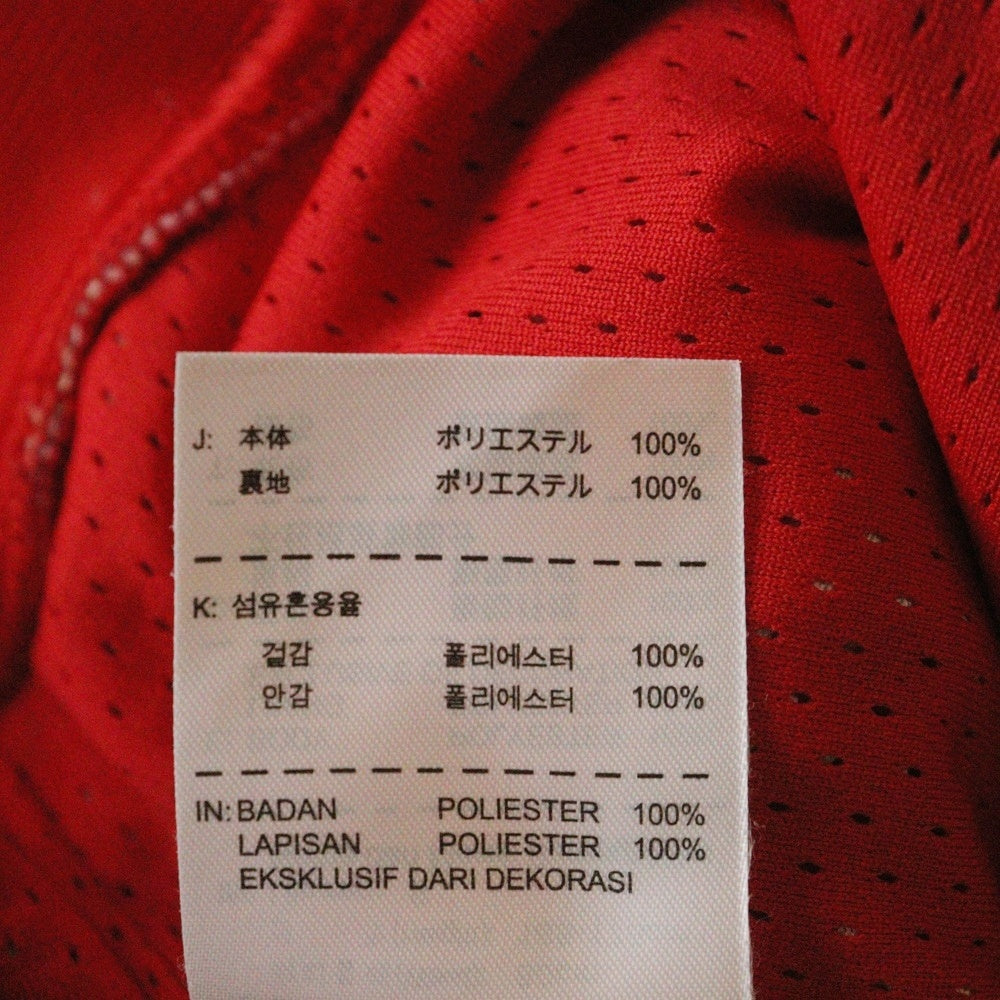 J: 本体 ポリエステル 100%
裏地 ポリエステル 100%
K: 섬유혼용율
겉감 폴리에스터 100%
안감 폴리에스터 100%
IN: BADAN POLIESTER 100%
LAPISAN POLIESTER 100%
EKSKLUSIF DARI DEKORASI